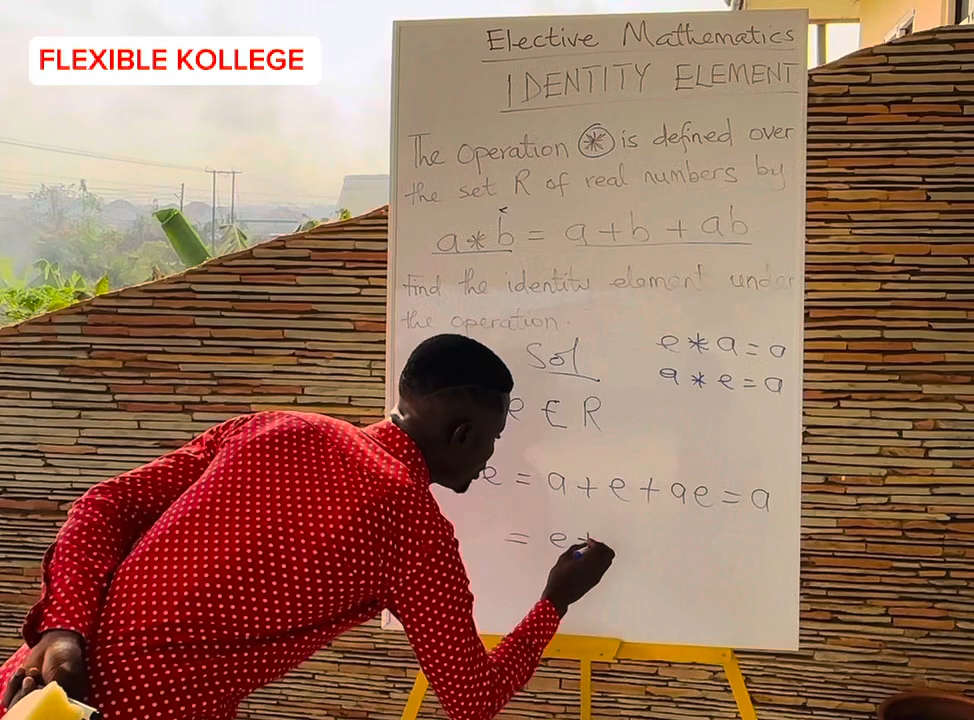 FLEXIBLE KOLLEGE
Elective Mathematics
IDENTITY ELEMENT
The operation * is defined over
the set R of real numbers by
a * b = a + b + ab
Find the identity element under
the operation.
Sol
e * a = a
a * e = a
e ∈ R
e = a + e + ae = a
= e +